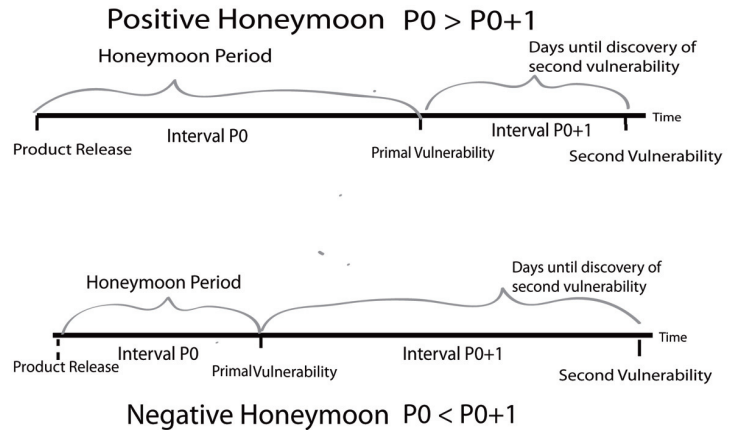 Positive Honeymoon P0 > P0+1
Honeymoon Period
Days until discovery of
second vulnerability
Time
Interval P0
Interval P0+1
Product Release
Primal Vulnerability
Second Vulnerability
Honeymoon Period
Days until discovery of
second vulnerability
Time
Interval P0
Interval P0+1
Product Release
PrimalVulnerability
Second Vulnerability
Negative Honeymoon P0 < P0+1